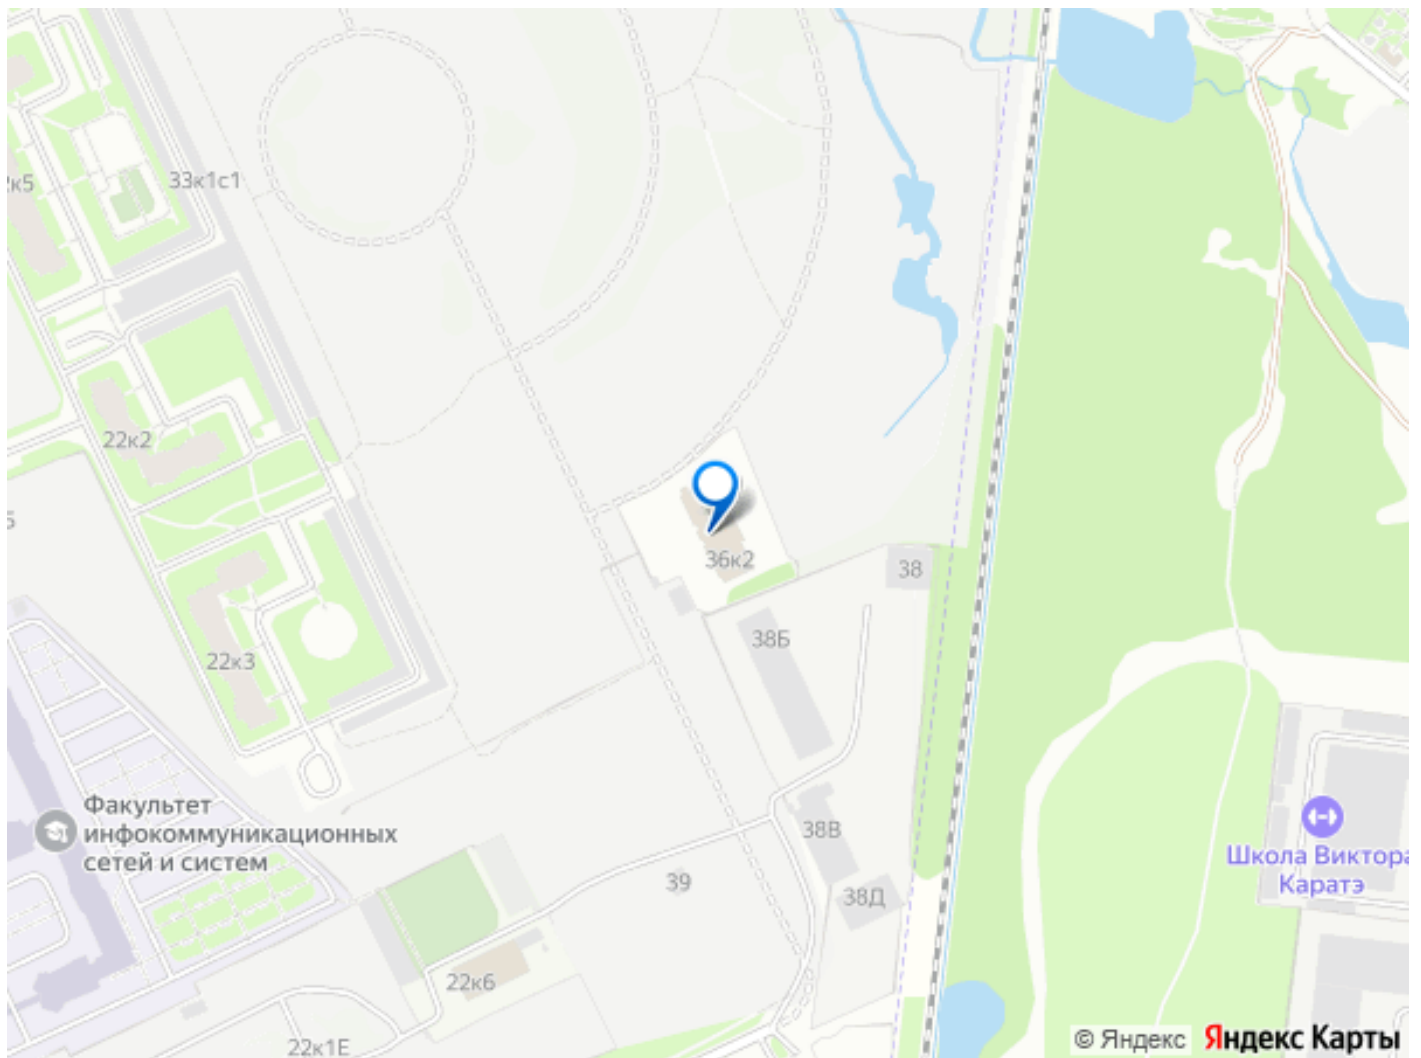 33к1с1
к5
22к2
36к2
38
38Б
22к3
Факультет
инфокоммуникационных
сетей и систем
38В
Школа Виктора
Каратэ
39
38Д
22к6
22к1Е
© Яндекс
Яндекс Карты